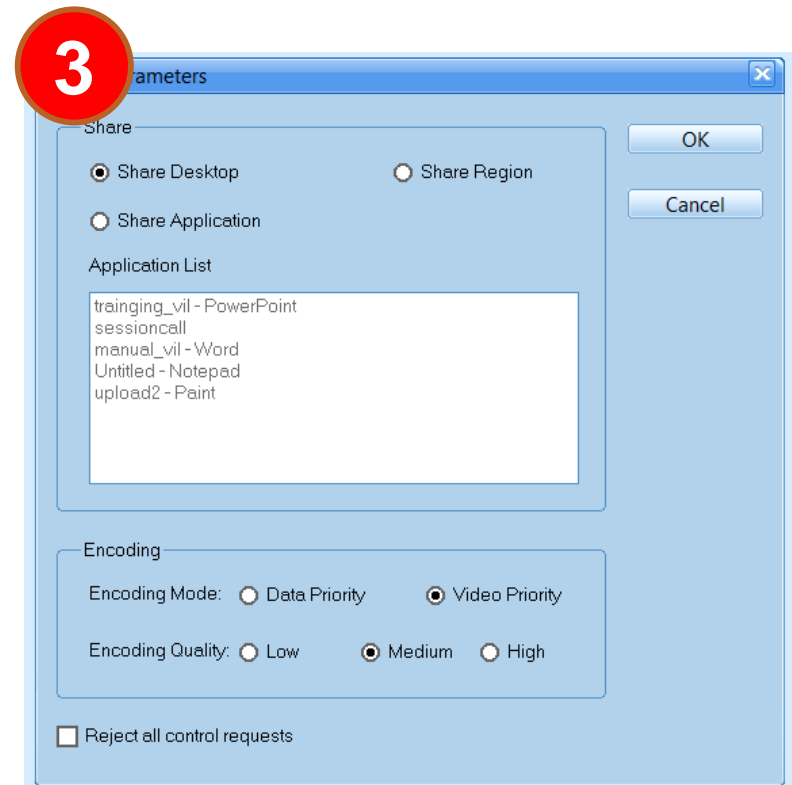 3
rameters
Share
OK
Share Desktop Share Region
Cancel
Share Application
Application List
trainging_vil - PowerPoint
sessioncall
manual_vil - Word
Untitled - Notepad
upload2 - Paint
Encoding
Encoding Mode: Data Priority Video Priority
Encoding Quality: Low Medium High
Reject all control requests